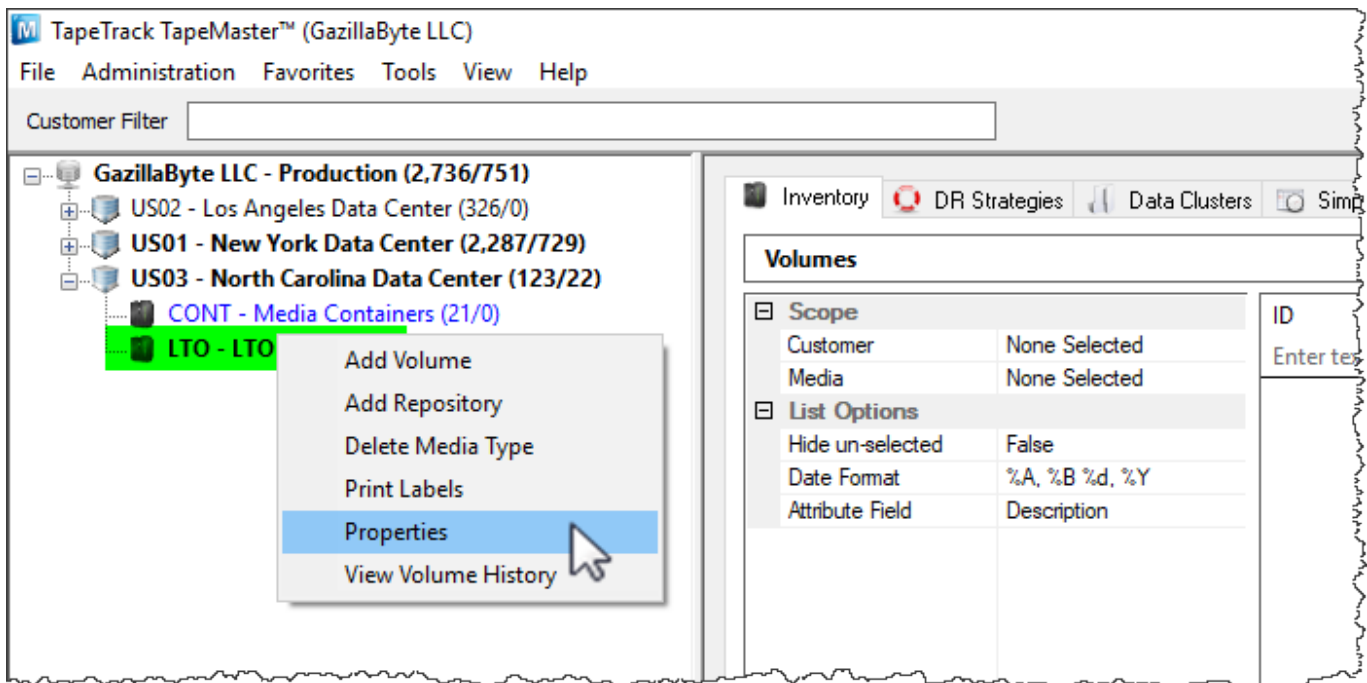 TapeTrack TapeMaster™ (GazillaByte LLC)
File Administration Favorites Tools View Help
Customer Filter
GazillaByte LLC - Production (2,736/751)
US02 - Los Angeles Data Center (326/0)
US01 - New York Data Center (2,287/729)
US03 - North Carolina Data Center (123/22)
CONT - Media Containers (21/0)
LTO - LTO
Add Volume
Add Repository
Delete Media Type
Print Labels
Properties
View Volume History
Inventory DR Strategies Data Clusters
Volumes
Scope
Customer None Selected
Media None Selected
List Options
Hide un-selected False
Date Format %A, %B %d, %Y
Attribute Field Description
ID
Enter